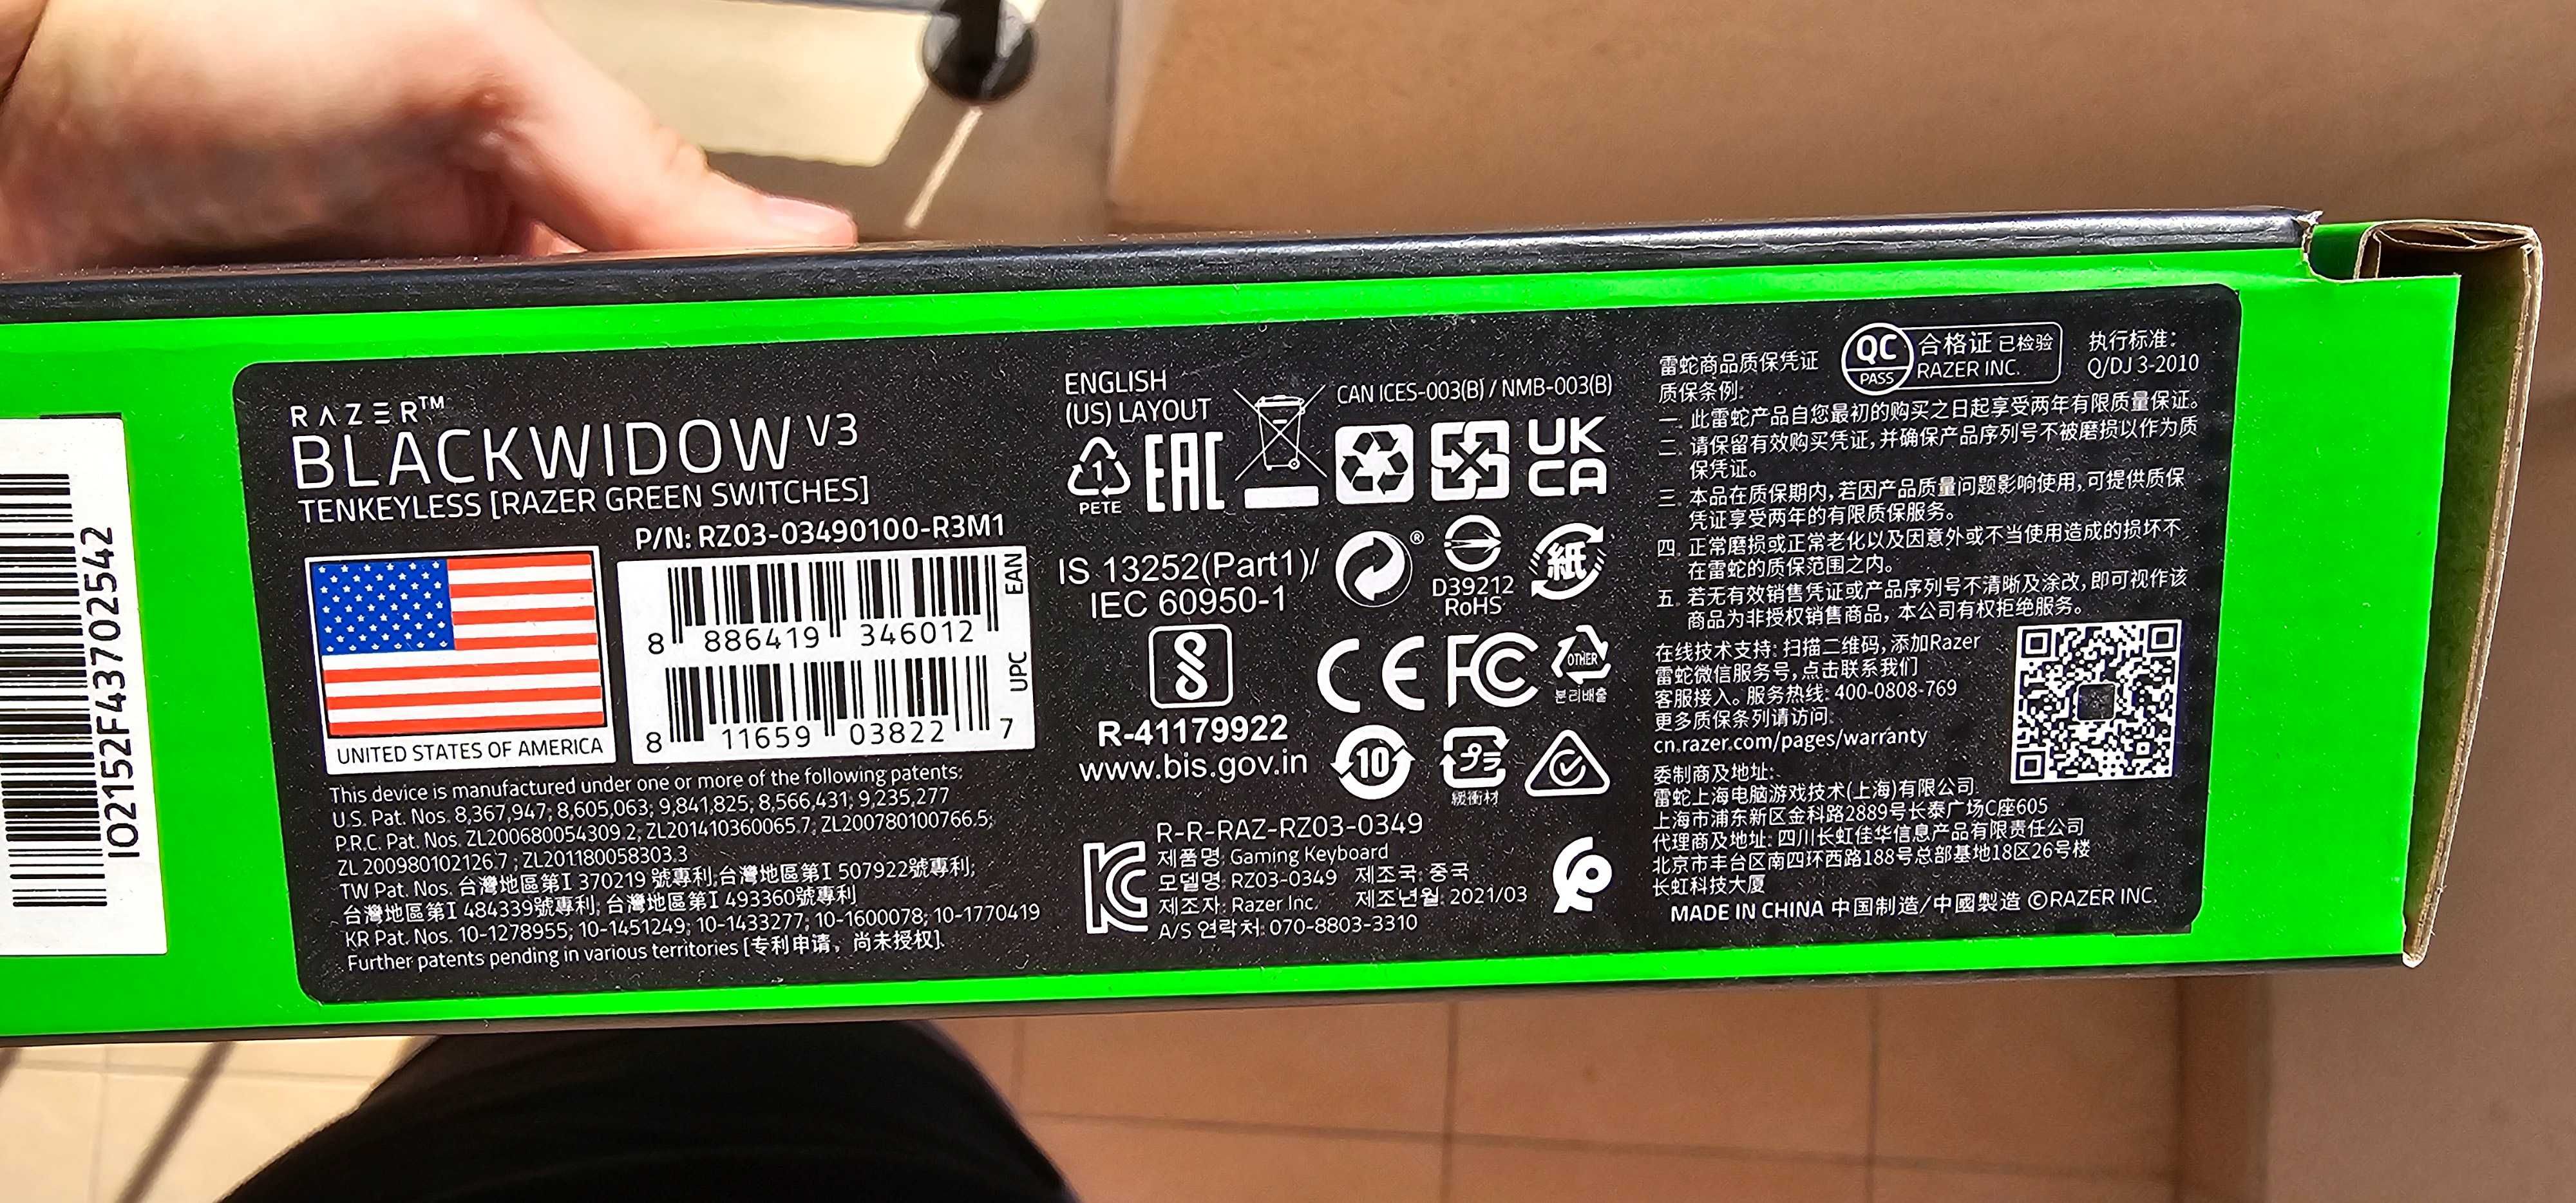 IO2152F43702542
RAZER™
BLACKWIDOW V3
TENKEYLESS [RAZER GREEN SWITCHES]
P/N: RZ03-03490100-R3M1
EAN
8 886419 346012
UPC
8 11659 03822 7
UNITED STATES OF AMERICA
This device is manufactured under one or more of the following patents:
U.S. Pat. Nos. 8,367,947; 8,605,063; 9,841,825; 8,566,431; 9,235,277
P.R.C. Pat. Nos. ZL200680054309.2; ZL201410360065.7; ZL200780100766.5;
ZL 200980102126.7 ; ZL201180058303.3
TW Pat. Nos. 台灣地區第I 370219 號專利;台灣地區第I 507922號專利;
台灣地區第I 484339號專利; 台灣地區第I 493360號專利
KR Pat. Nos. 10-1278955; 10-1451249; 10-1433277; 10-1600078; 10-1770419
Further patents pending in various territories [专利申请，尚未授权].
ENGLISH
(US) LAYOUT
CAN ICES-003(B) / NMB-003(B)
1
PETE
EAC
UK
CA
IS 13252(Part1)/
IEC 60950-1
®
D39212
RoHS
紙
R-41179922
www.bis.gov.in
CE
FC
OTHER
분리배출
10
プラ
緩衝材
KC
R-R-RAZ-RZ03-0349
제품명: Gaming Keyboard
모델명: RZ03-0349 제조국: 중국
제조자: Razer Inc. 제조년월: 2021/03
A/S 연락처: 070-8803-3310
雷蛇商品质保凭证
质保条例:
QC
PASS
合格证 已检验
RAZER INC.
执行标准:
Q/DJ 3-2010
一. 此雷蛇产品自您最初的购买之日起享受两年有限质量保证。
二. 请保留有效购买凭证,并确保产品序列号不被磨损以作为质
保凭证。
三. 本品在质保期内,若因产品质量问题影响使用,可提供质保
凭证享受两年的有限质保服务。
四. 正常磨损或正常老化以及因意外或不当使用造成的损坏不
在雷蛇的质保范围之内。
五. 若无有效销售凭证或产品序列号不清晰及涂改,即可视作该
商品为非授权销售商品，本公司有权拒绝服务。
在线技术支持: 扫描二维码, 添加Razer
雷蛇微信服务号, 点击联系我们
客服接入。服务热线: 400-0808-769
更多质保条列请访问:
cn.razer.com/pages/warranty
委制商及地址:
雷蛇上海电脑游戏技术(上海)有限公司.
上海市浦东新区金科路2889号长泰广场C座605
代理商及地址: 四川长虹佳华信息产品有限责任公司
北京市丰台区南四环西路188号总部基地18区26号楼
长虹科技大厦
MADE IN CHINA 中国制造/中國製造 ©RAZER INC.